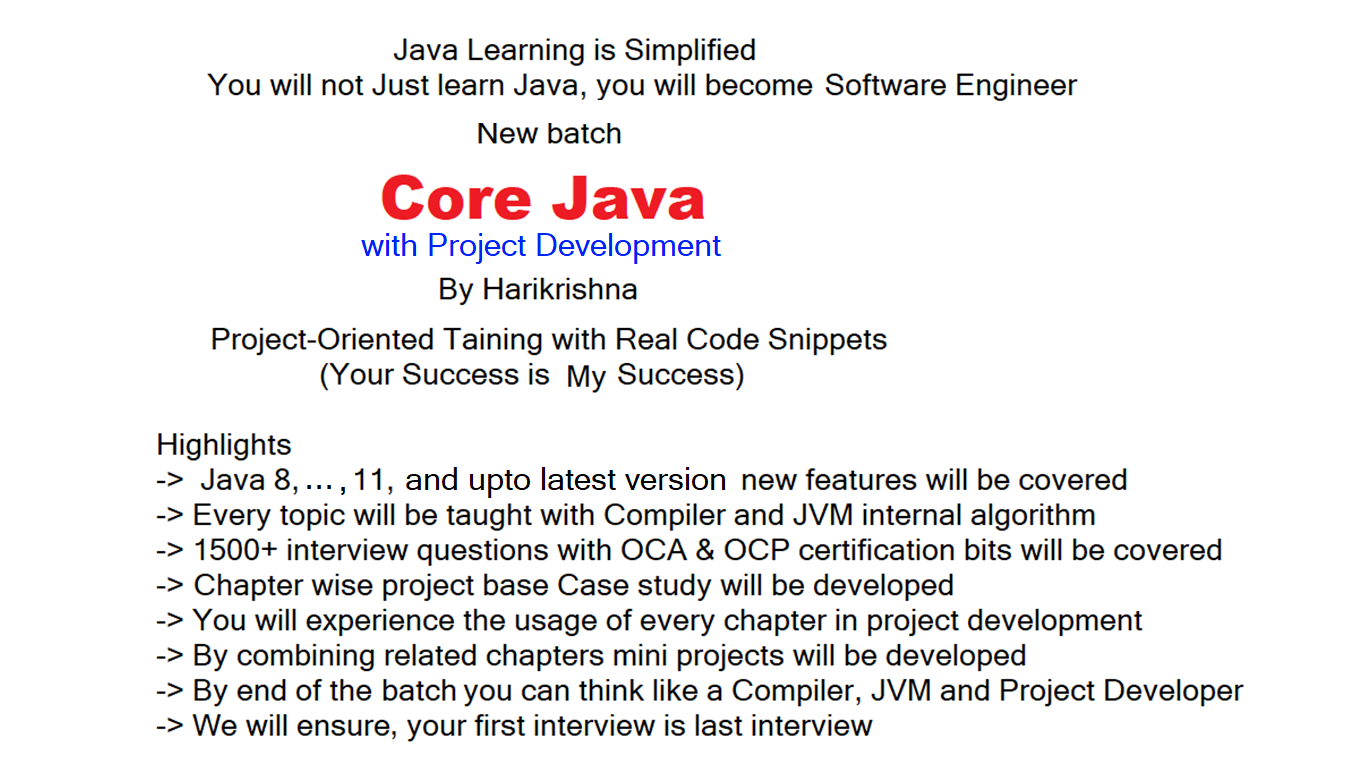 Java Learning is Simplified
You will not Just learn Java, you will become Software Engineer
New batch
Core Java
with Project Development
By Harikrishna
Project-Oriented Taining with Real Code Snippets
(Your Success is My Success)
Highlights
-> Java 8, ... , 11, and upto latest version new features will be covered
-> Every topic will be taught with Compiler and JVM internal algorithm
-> 1500+ interview questions with OCA & OCP certification bits will be covered
-> Chapter wise project base Case study will be developed
-> You will experience the usage of every chapter in project development
-> By combining related chapters mini projects will be developed
-> By end of the batch you can think like a Compiler, JVM and Project Developer
-> We will ensure, your first interview is last interview